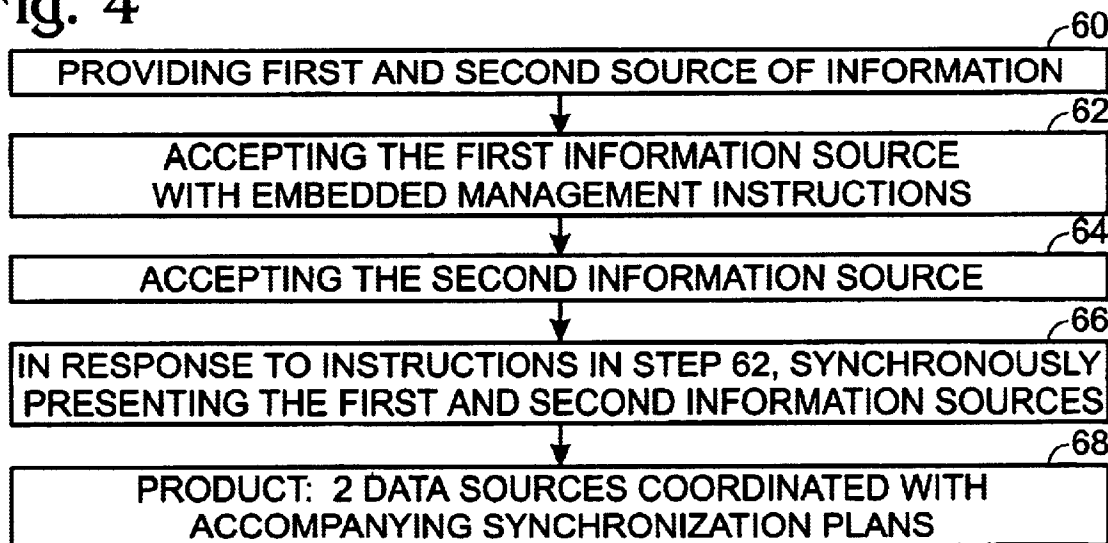 Fig. 4
60
PROVIDING FIRST AND SECOND SOURCE OF INFORMATION
62
ACCEPTING THE FIRST INFORMATION SOURCE
WITH EMBEDDED MANAGEMENT INSTRUCTIONS
64
ACCEPTING THE SECOND INFORMATION SOURCE
66
IN RESPONSE TO INSTRUCTIONS IN STEP 62, SYNCHRONOUSLY
PRESENTING THE FIRST AND SECOND INFORMATION SOURCES
68
PRODUCT: 2 DATA SOURCES COORDINATED WITH
ACCOMPANYING SYNCHRONIZATION PLANS